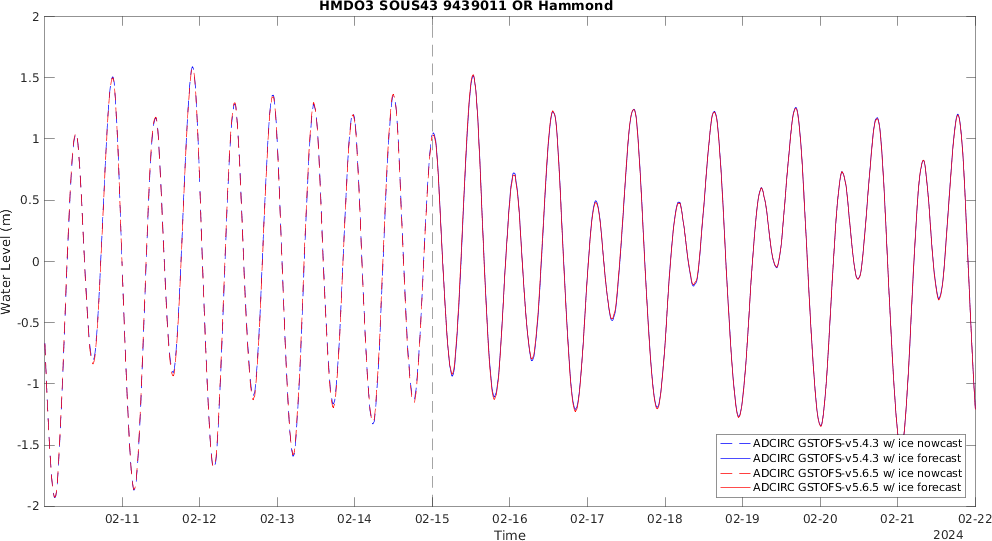 HMDO3 SOUS43 9439011 OR Hammond
2
1.5
1
0.5
0
-0.5
-1
-1.5
-2
Water Level (m)
ADCIRC GSTOFS-v5.4.3 w/ ice nowcast
ADCIRC GSTOFS-v5.4.3 w/ ice forecast
ADCIRC GSTOFS-v5.6.5 w/ ice nowcast
ADCIRC GSTOFS-v5.6.5 w/ ice forecast
02-11 02-12 02-13 02-14 02-15 02-16 02-17 02-18 02-19 02-20 02-21 02-22
Time 2024